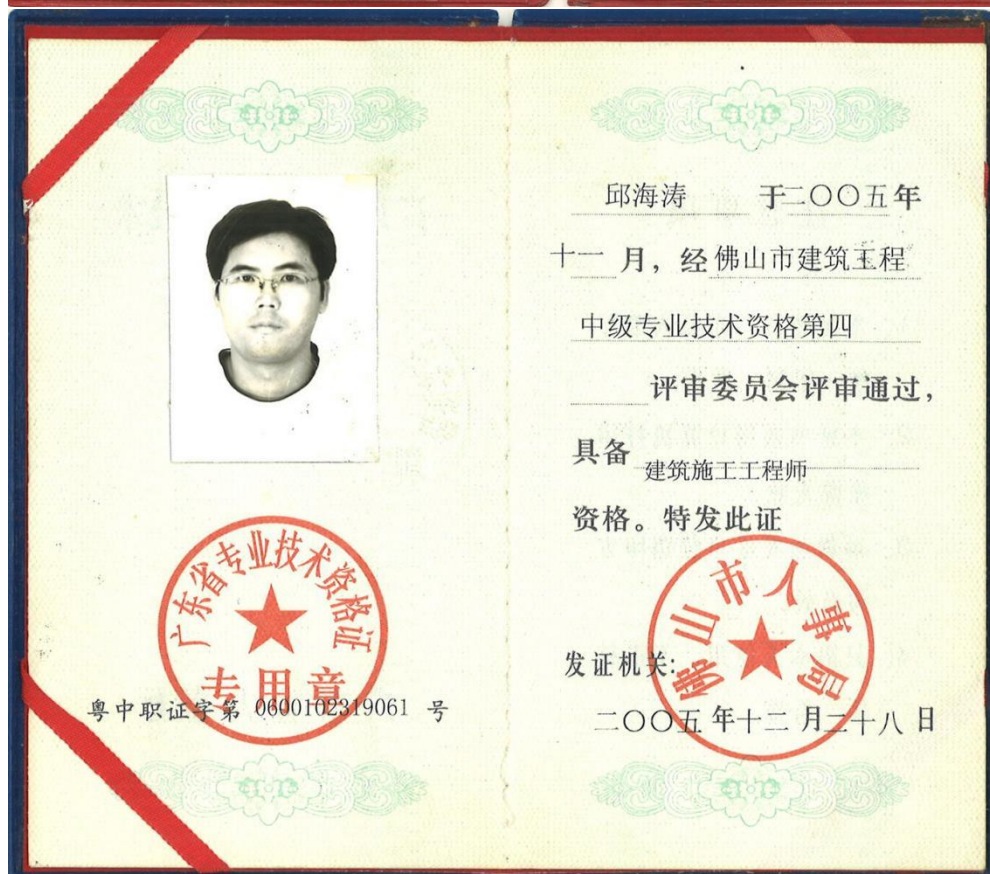 广东省专业技术资格证
专用章
粤中职证字第 0600102319061 号
邱海涛 于二〇〇五年
十一 月，经佛山市建筑工程
中级专业技术资格第四
评审委员会评审通过，
具备 建筑施工工程师
资格。特发此证
佛山市人事局
发证机关：
二〇〇五年十二月二十八日